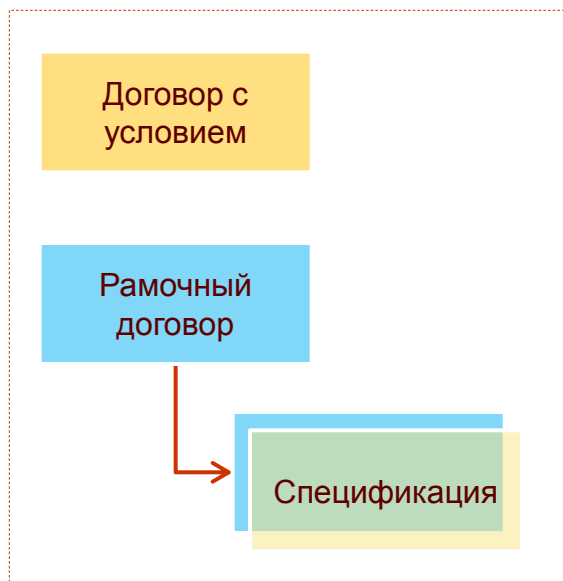 Договор с
условием
Рамочный
договор
Спецификация